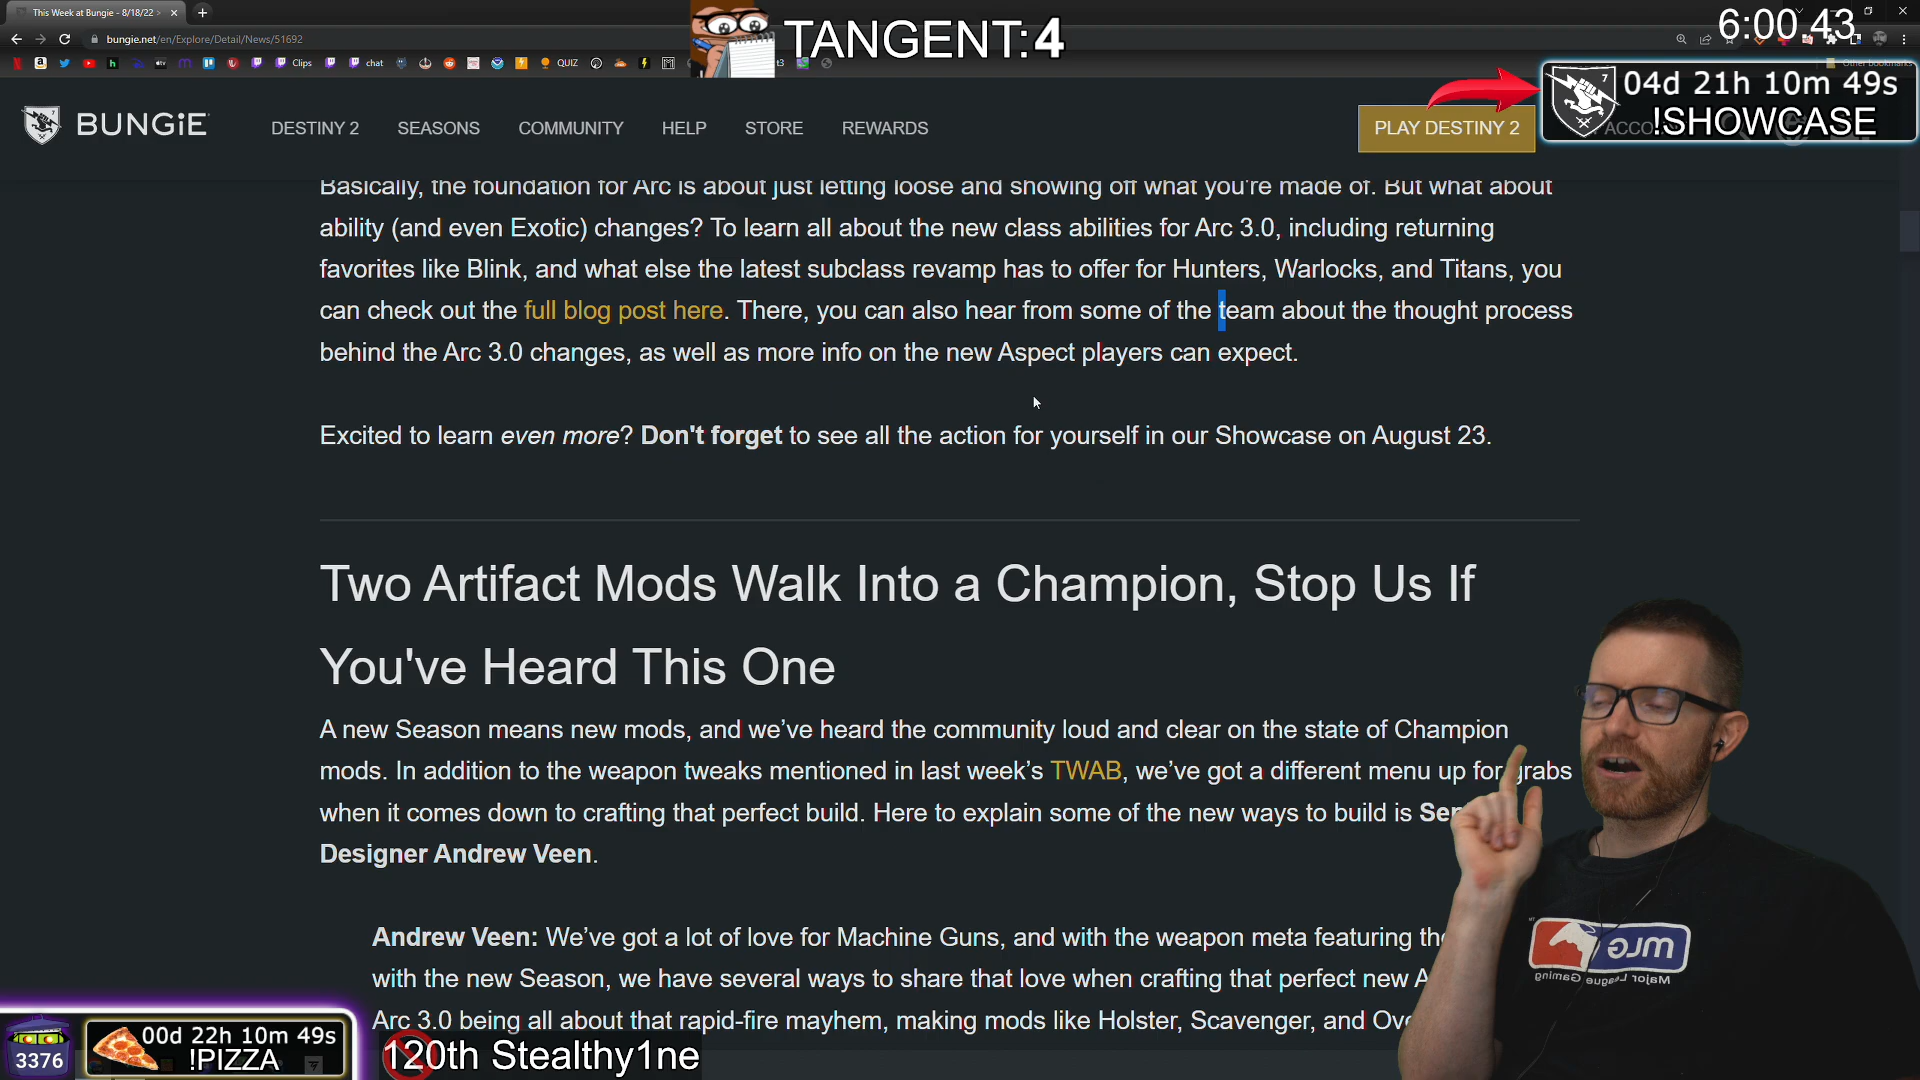 This Week at Bungie - 8/18/22 >
bungie.net/en/Explore/Detail/News/51692
Clips
chat
QUIZ
Other bookmarks
TANGENT:4
6:00.43
04d 21h 10m 49s
!SHOWCASE
BUNGiE
DESTINY 2
SEASONS
COMMUNITY
HELP
STORE
REWARDS
PLAY DESTINY 2
Basically, the foundation for Arc is about just letting loose and showing off what you're made of. But what about
ability (and even Exotic) changes? To learn all about the new class abilities for Arc 3.0, including returning
favorites like Blink, and what else the latest subclass revamp has to offer for Hunters, Warlocks, and Titans, you
can check out the full blog post here. There, you can also hear from some of the team about the thought process
behind the Arc 3.0 changes, as well as more info on the new Aspect players can expect.
Excited to learn even more? Don't forget to see all the action for yourself in our Showcase on August 23.
Two Artifact Mods Walk Into a Champion, Stop Us If
You've Heard This One
A new Season means new mods, and we’ve heard the community loud and clear on the state of Champion
mods. In addition to the weapon tweaks mentioned in last week’s TWAB, we’ve got a different menu up for grabs
when it comes down to crafting that perfect build. Here to explain some of the new ways to build is
Designer Andrew Veen.
Andrew Veen: We’ve got a lot of love for Machine Guns, and with the weapon meta featuring
with the new Season, we have several ways to share that love when crafting that perfect new
Arc 3.0 being all about that rapid-fire mayhem, making mods like Holster, Scavenger, and
MLG
Major League Gaming
3376
00d 22h 10m 49s
!PIZZA
120th Stealthy1ne